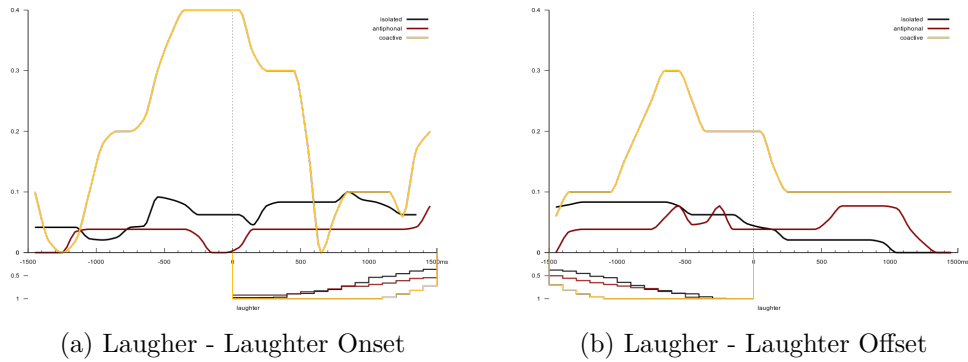 isolated
antiphonal
coactive
0.4
0.3
0.2
0.1
0
-1500 -1000 -500 0 500 1000 1500ms
0.5
1
laughter
(a) Laugher - Laughter Onset
isolated
antiphonal
coactive
0.4
0.3
0.2
0.1
0
-1500 -1000 -500 0 500 1000 1500ms
0.5
1
laughter
(b) Laugher - Laughter Offset